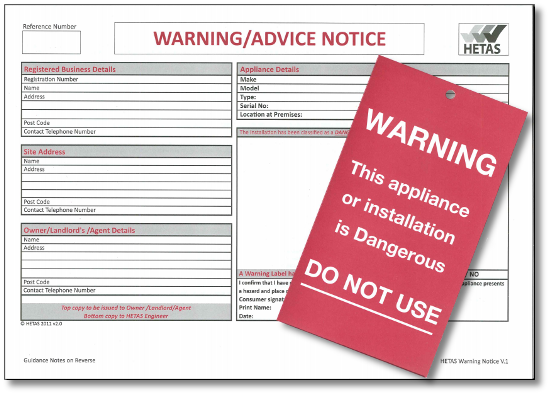 Reference Number
WARNING/ADVICE NOTICE
HETAS
Registered Business Details
Registration Number
Name
Address
Post Code
Contact Telephone Number
Site Address
Name
Address
Post Code
Contact Telephone Number
Owner/Landlord's /Agent Details
Name
Address
Post Code
Contact Telephone Number
Top copy to be issued to Owner /Landlord/Agent
Bottom copy to HETAS Engineer
© HETAS 2011 v2.0
Guidance Notes on Reverse
Appliance Details
Make
Model
Type:
Serial No:
Location at Premises:
The installation has been classified as a DAN
A Warning Label ha
/ NO
I confirm that I have
appliance presents
a hazard and place
Consumer signat
Print Name:
Date:
HETAS Warning Notice V.1
WARNING
This appliance
or installation
is Dangerous
DO NOT USE